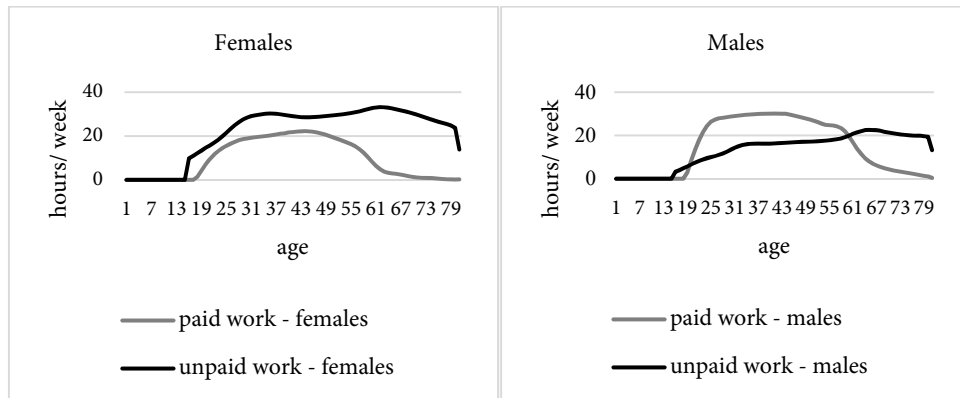 Females
40
20
0
hours/ week
1 7 13 19 25 31 37 43 49 55 61 67 73 79
age
paid work - females
unpaid work - females
Males
40
20
0
hours/ week
1 7 13 19 25 31 37 43 49 55 61 67 73 79
age
paid work - males
unpaid work - males